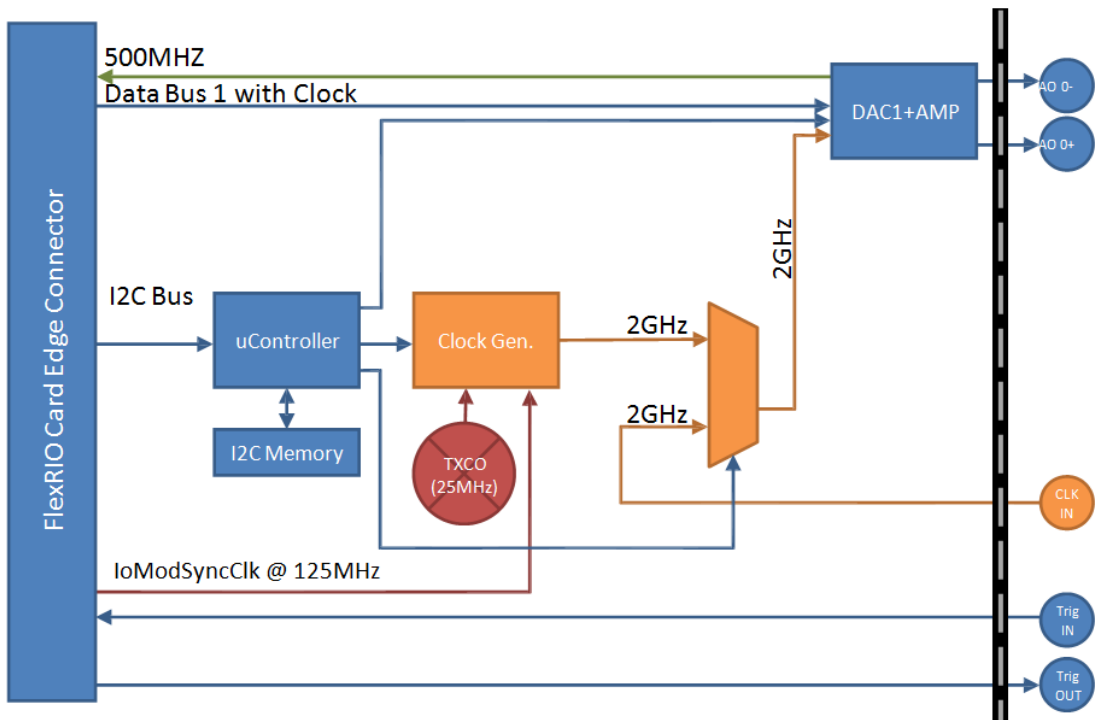 500MHZ
Data Bus 1 with Clock
DAC1+AMP
AO 0-
AO 0+
FlexRIO Card Edge Connector
2GHz
I2C Bus
uController
Clock Gen.
2GHz
2GHz
I2C Memory
TXCO
(25MHz)
CLK
IN
IoModSyncClk @ 125MHz
Trig
IN
Trig
OUT